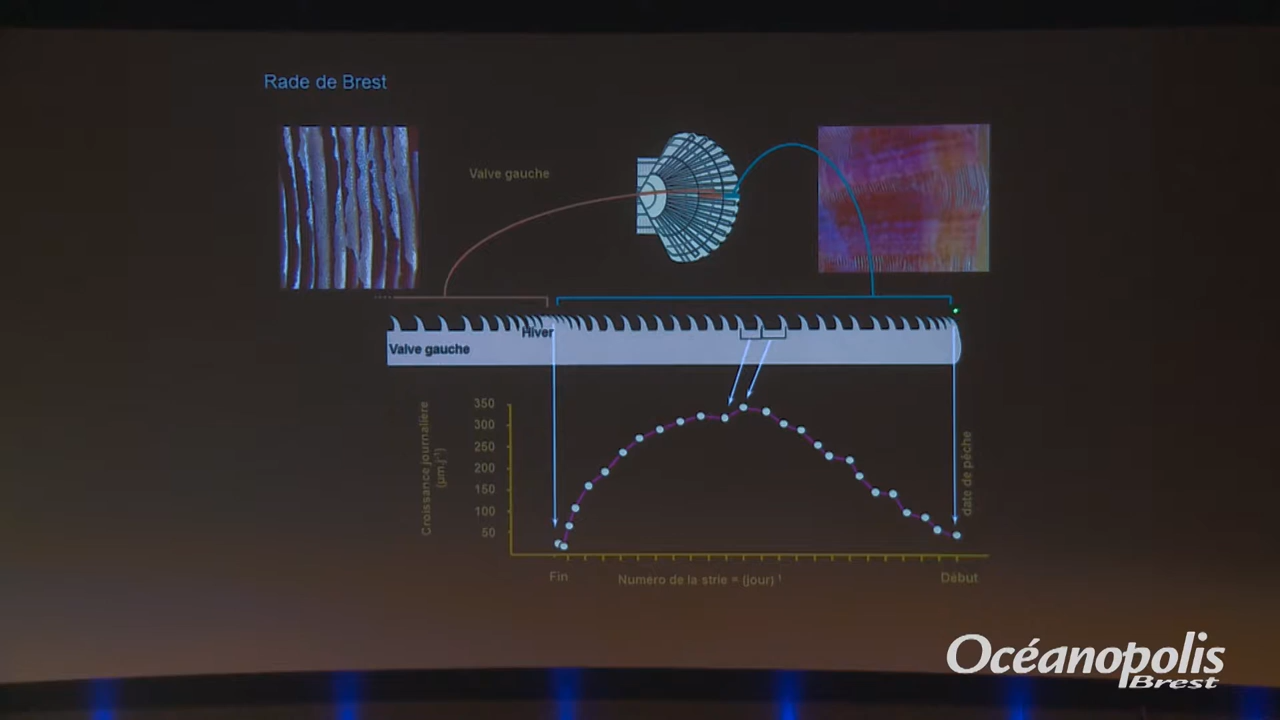 Rade de Brest
Valve gauche
Hiver
Valve gauche
Croissance journalière
(µm.j⁻¹)
350
300
250
200
150
100
50
date de pêche
Fin
Numéro de la strie = (jour)
Début
Océanopolis
Brest